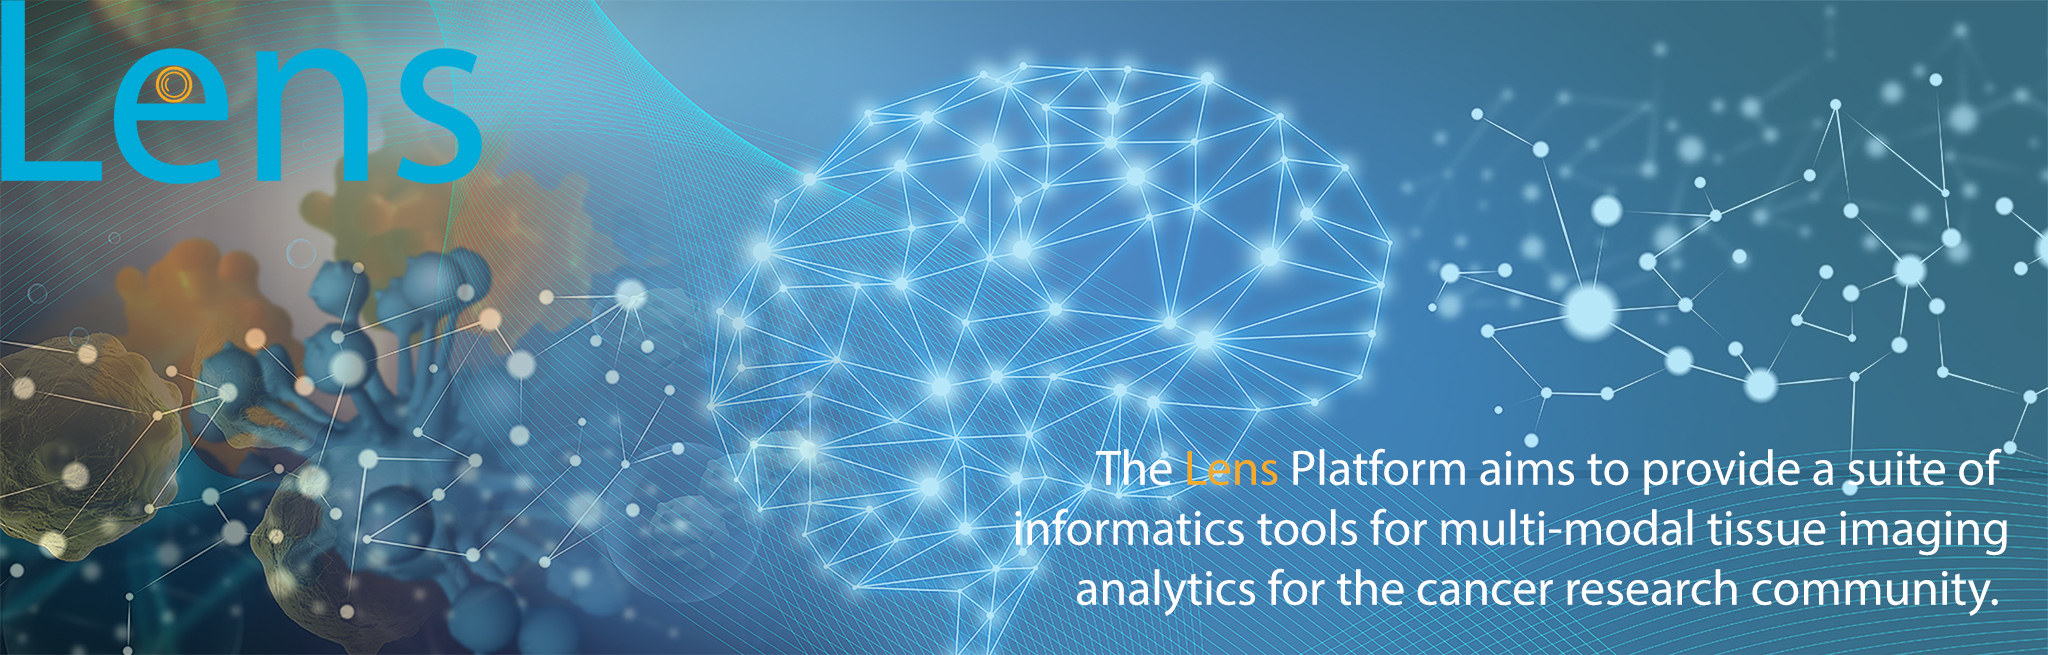 Lens
The Lens Platform aims to provide a suite of
informatics tools for multi-modal tissue imaging
analytics for the cancer research community.